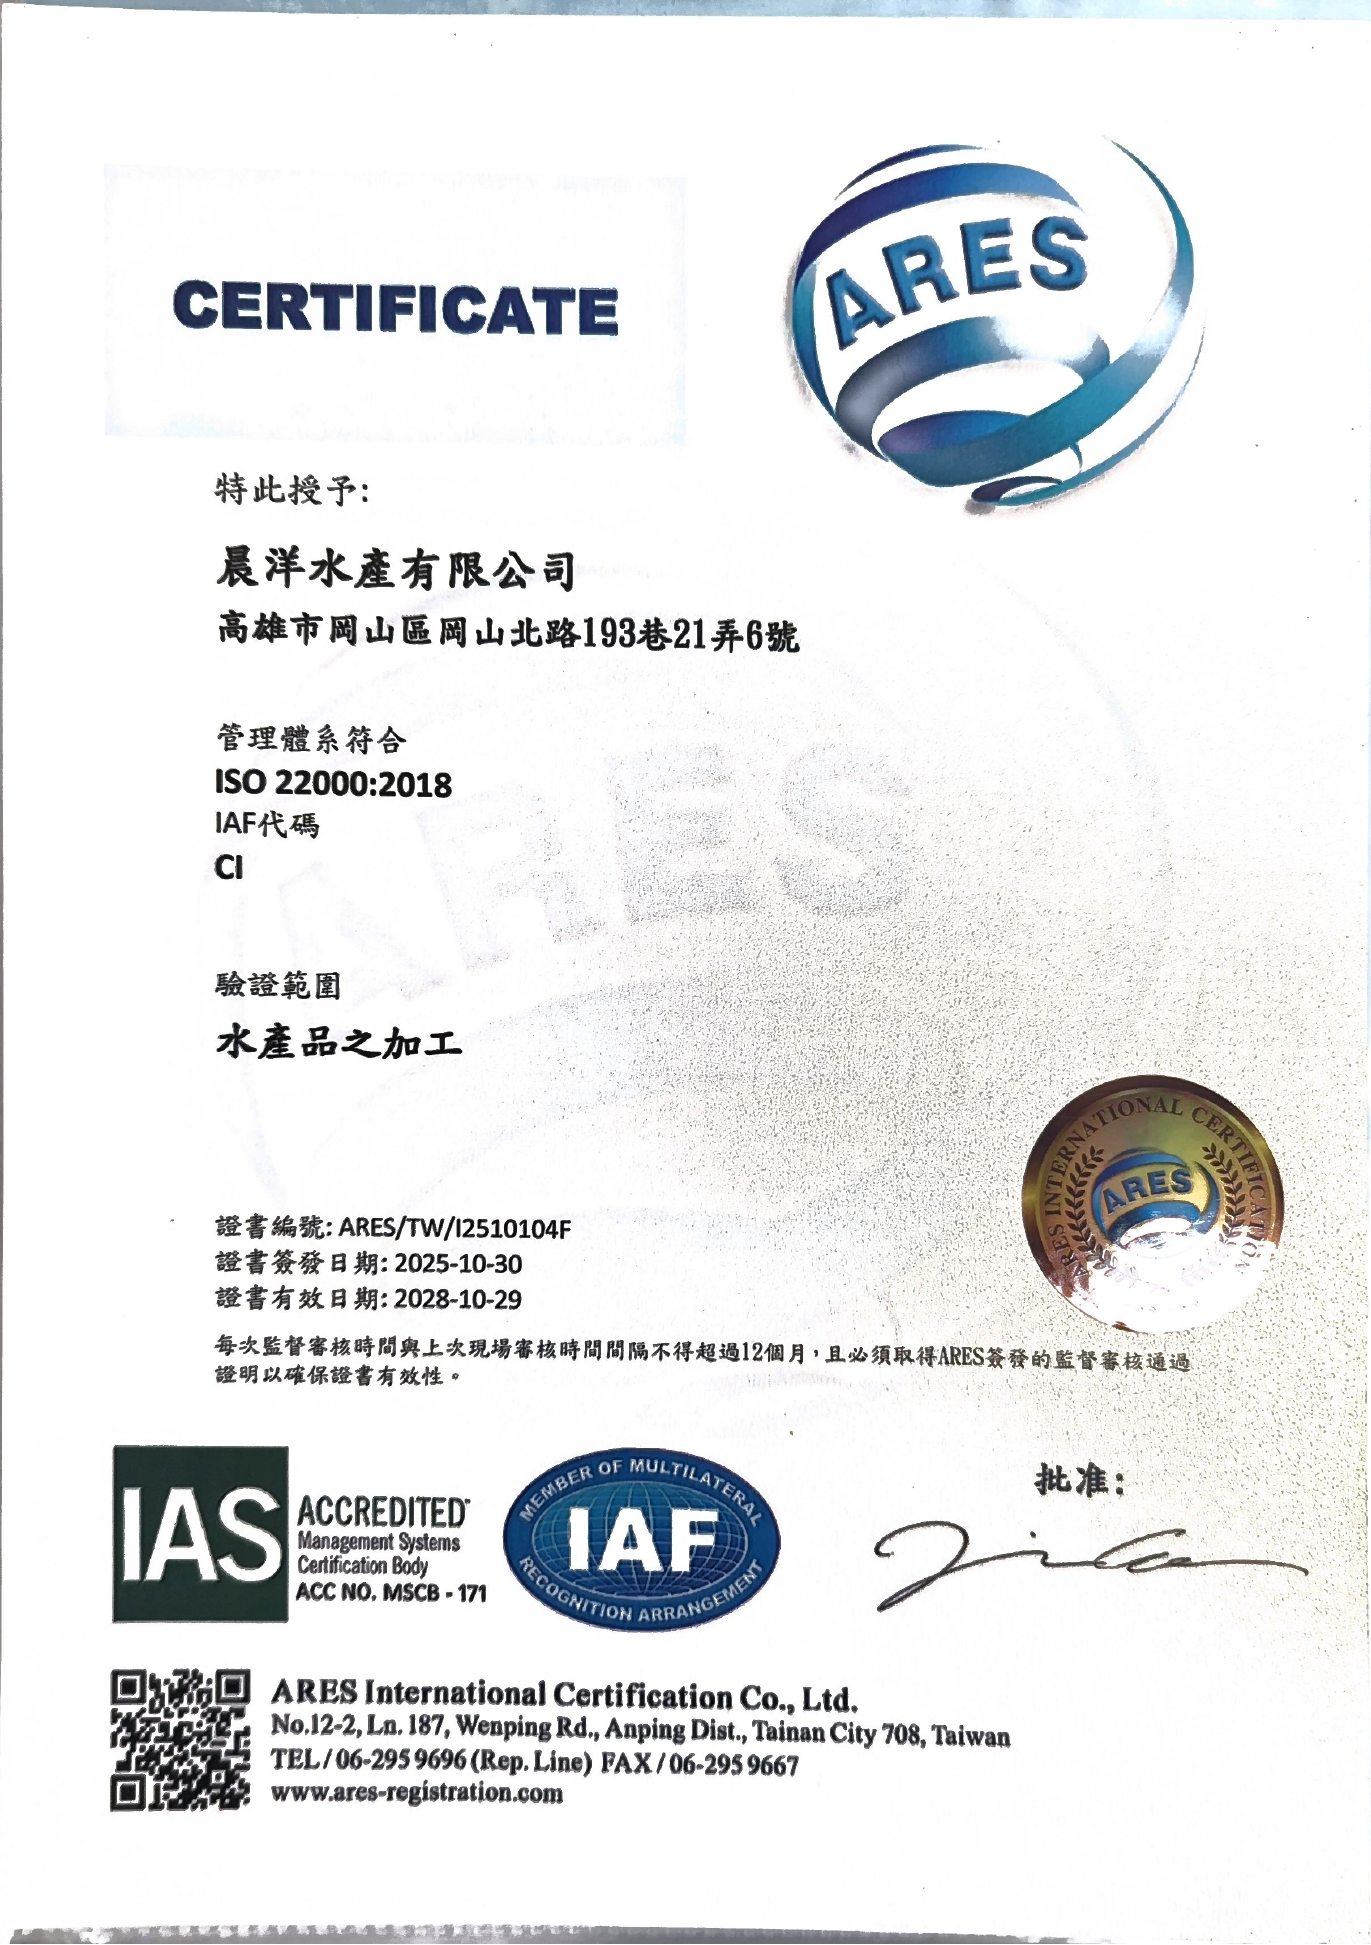 ARES
CERTIFICATE
特此授予:
晨洋水產有限公司
高雄市岡山區岡山北路193巷21弄6號
管理體系符合
ISO 22000:2018
IAF代碼
CI
驗證範圍
水產品之加工
ARES INTERNATIONAL CERTIFICATION
ARES
證書編號: ARES/TW/I2510104F
證書簽發日期: 2025-10-30
證書有效日期: 2028-10-29
每次監督審核時間與上次現場審核時間間隔不得超過12個月，且必須取得ARES簽發的監督審核通過
證明以確保證書有效性。
IAS
ACCREDITED
Management Systems
Certification Body
ACC NO. MSCB - 171
MEMBER OF MULTILATERAL
IAF
RECOGNITION ARRANGEMENT
批准:
ARES International Certification Co., Ltd.
No.12-2, Ln. 187, Wenping Rd., Anping Dist., Tainan City 708, Taiwan
TEL / 06-295 9696 (Rep. Line) FAX / 06-295 9667
www.ares-registration.com